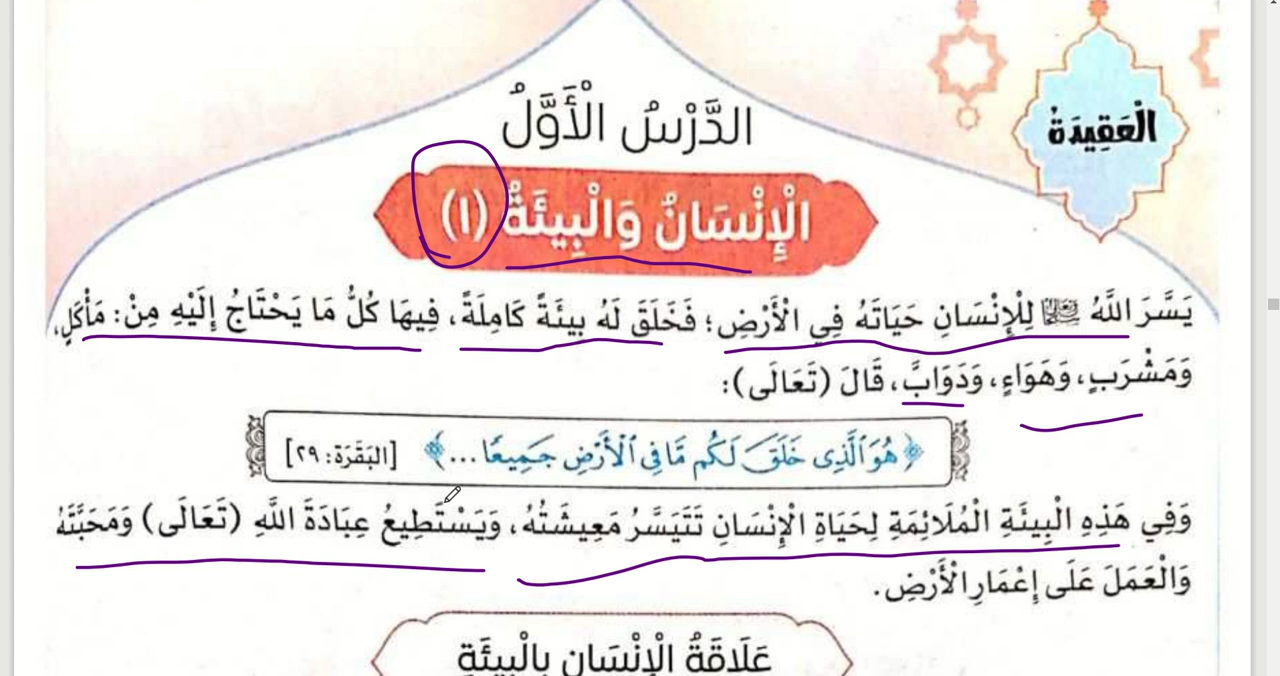 الْعَقِيدَةُ
الدَّرْسُ الْأَوَّلُ
الْإِنْسَانُ وَالْبِيئَةُ (١)
يَسَّرَ اللَّهُ ﷻ لِلْإِنْسَانِ حَيَاتَهُ فِي الْأَرْضِ؛ فَخَلَقَ لَهُ بِيئَةً كَامِلَةً، فِيهَا كُلُّ مَا يَحْتَاجُ إِلَيْهِ مِنْ: مَأْكَلٍ،
وَمَشْرَبٍ، وَهَوَاءٍ، وَدَوَابَّ، قَالَ (تَعَالَى):
﴿هُوَ ٱلَّذِى خَلَقَ لَكُم مَّا فِى ٱلْأَرْضِ جَمِيعًا ...﴾ [البَقَرَة: ٢٩]
وَفِي هَذِهِ الْبِيئَةِ الْمُلَائِمَةِ لِحَيَاةِ الْإِنْسَانِ تَتَيَسَّرُ مَعِيشَتُهُ، وَيَسْتَطِيعُ عِبَادَةَ اللَّهِ (تَعَالَى) وَمَحَبَّتَهُ
وَالْعَمَلَ عَلَى إِعْمَارِ الْأَرْضِ.
عَلَاقَةُ الْإِنْسَانِ بِالْبِيئَةِ